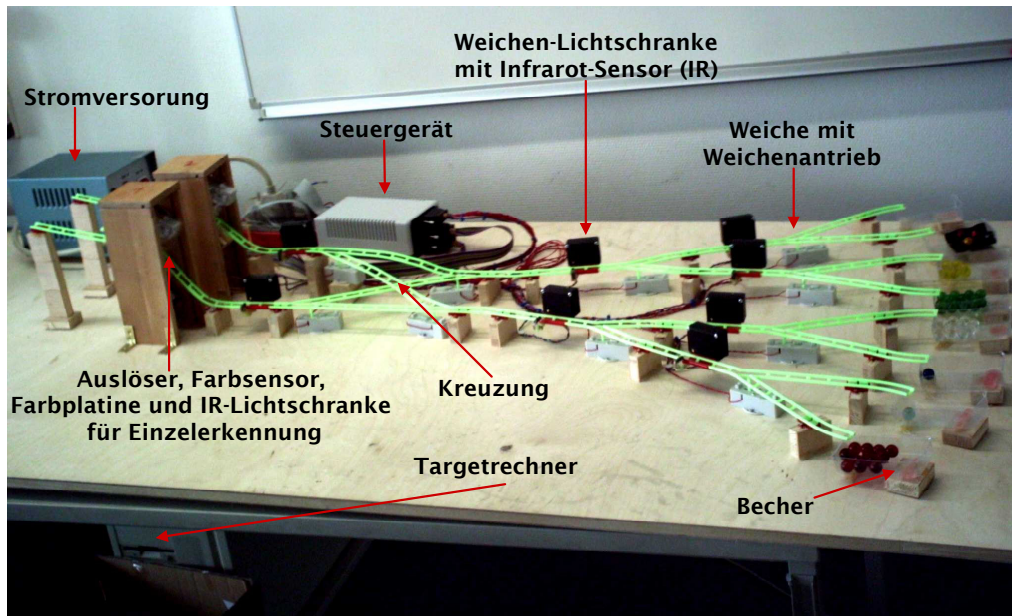 Weichen-Lichtschranke
mit Infrarot-Sensor (IR)
Stromversorung
Steuergerät
Weiche mit
Weichenantrieb
Auslöser, Farbsensor,
Farbplatine und IR-Lichtschranke
für Einzelerkennung
Kreuzung
Targetrechner
Becher